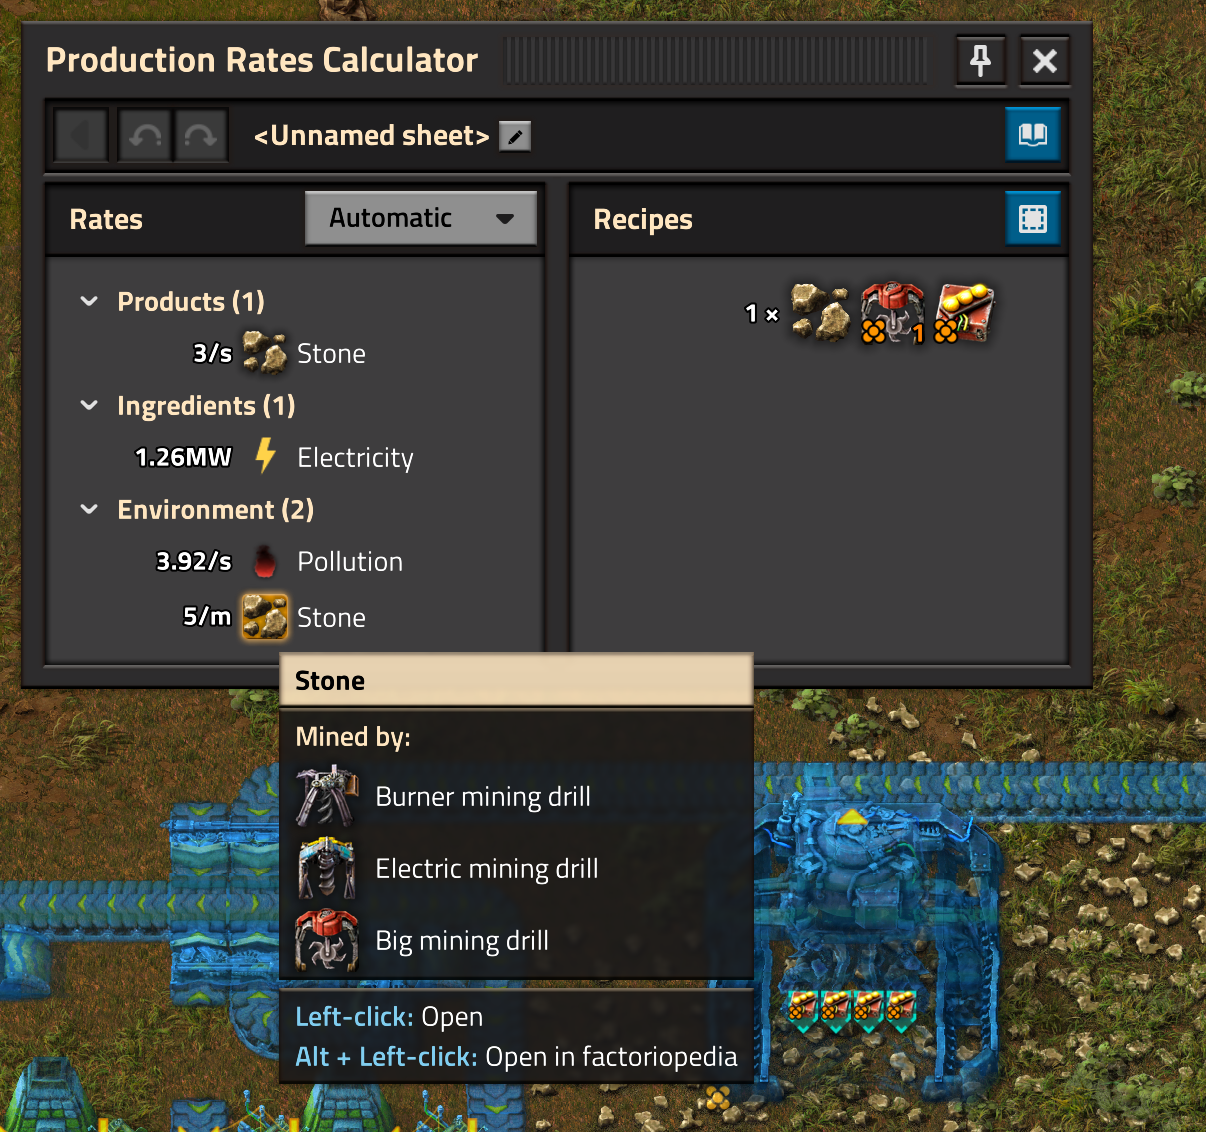 Production Rates Calculator
<Unnamed sheet>
Rates
Automatic
Recipes
Products (1)
3/s Stone
Ingredients (1)
1.26MW Electricity
Environment (2)
3.92/s Pollution
5/m Stone
1 ×
1
Stone
Mined by:
Burner mining drill
Electric mining drill
Big mining drill
Left-click: Open
Alt + Left-click: Open in factoriopedia